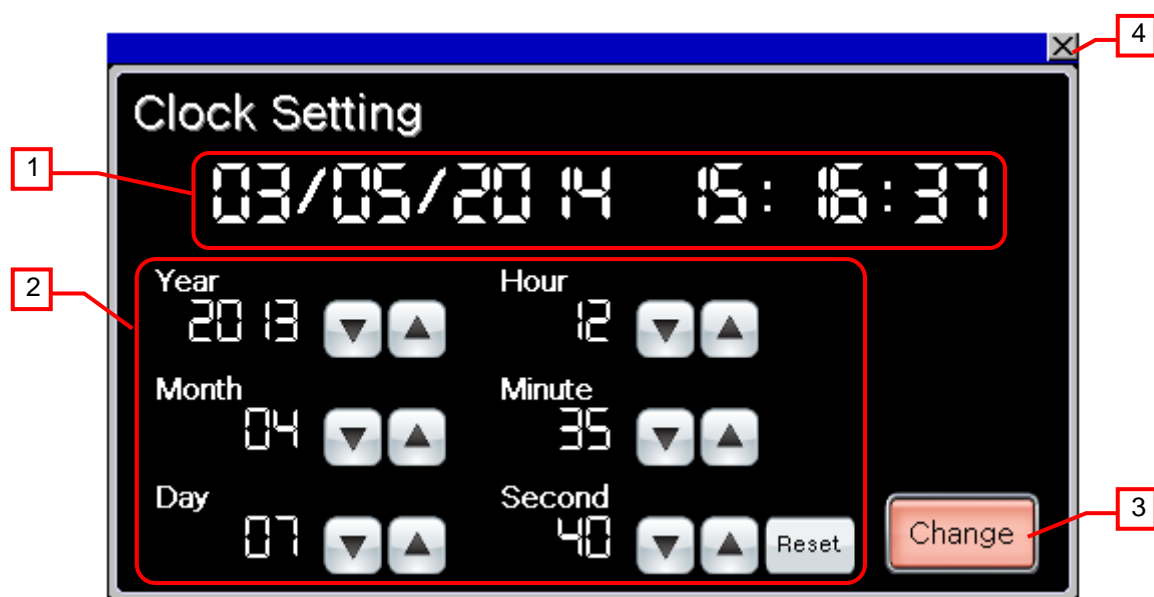 4
Clock Setting
1
03/05/2014 15:16:37
2
Year Hour
2013 ▼ ▲ 12 ▼ ▲
Month Minute
04 ▼ ▲ 35 ▼ ▲
Day Second
07 ▼ ▲ 40 ▼ ▲ Reset
Change
3